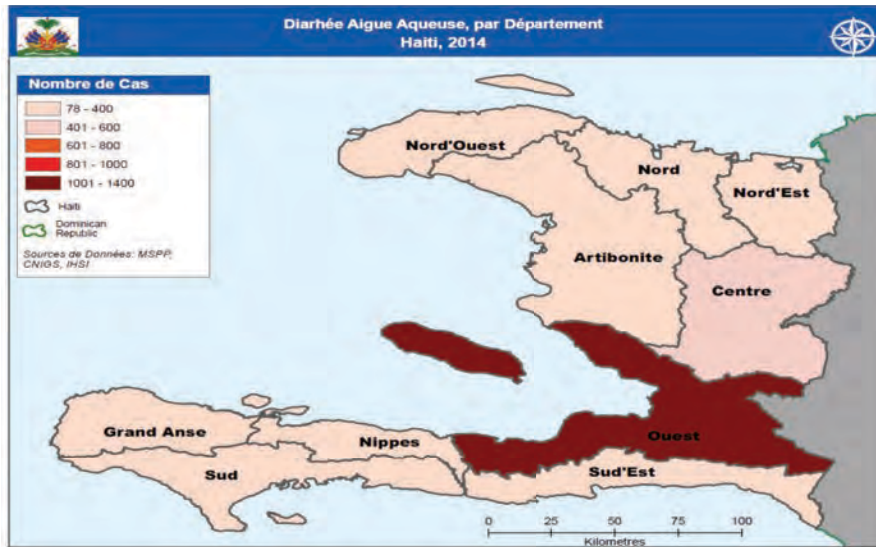 Diarhée Aigue Aqueuse, par Département
Haiti, 2014
Nombre de Cas
78 - 400
401 - 600
601 - 800
801 - 1000
1001 - 1400
Haiti
Dominican
Republic
Sources de Données: MSPP,
CNIGS, IHSI
Nord'Ouest
Nord
Nord'Est
Artibonite
Centre
Grand Anse
Nippes
Ouest
Sud
Sud'Est
0 25 50 75 100
Kilometres